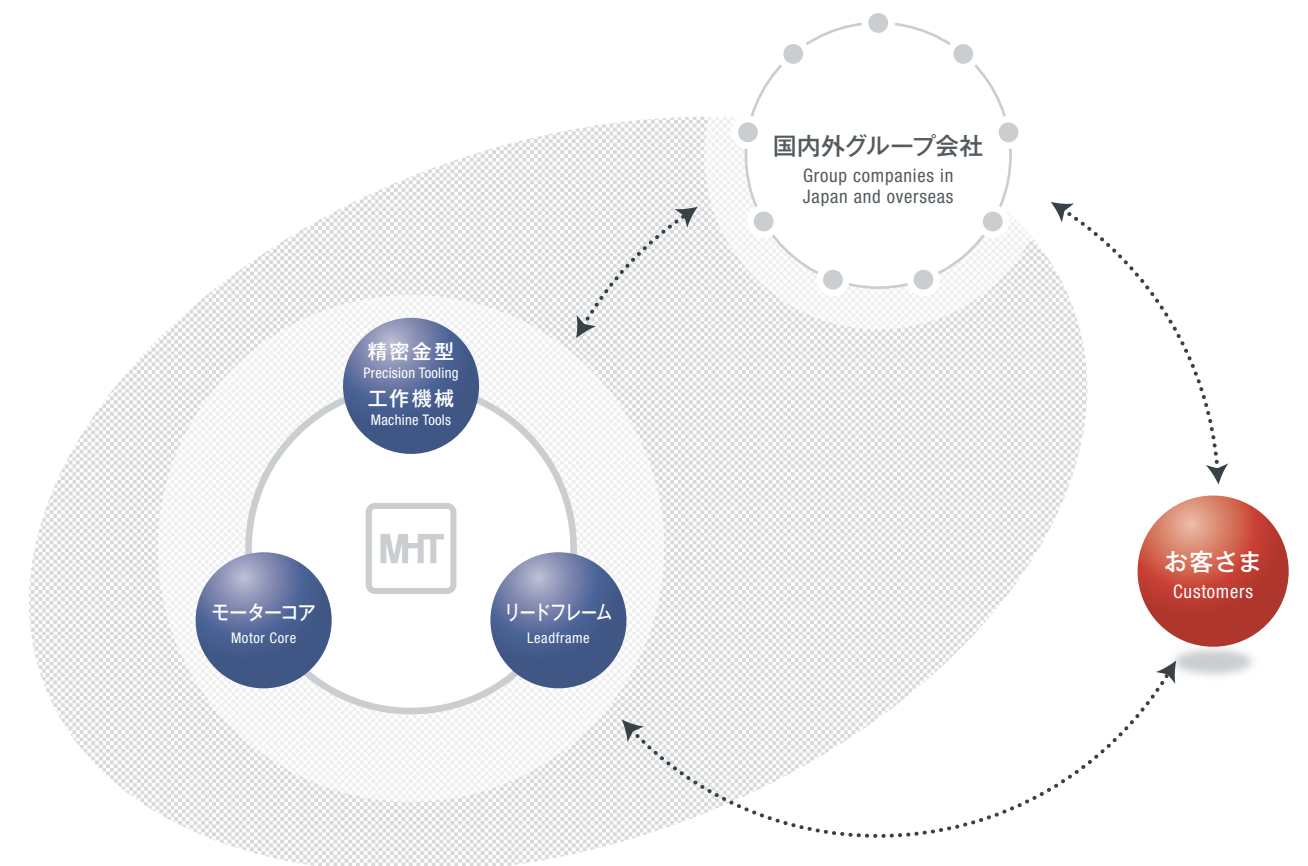 国内外グループ会社
Group companies in
Japan and overseas
精密金型
Precision Tooling
工作機械
Machine Tools
MHT
モーターコア
Motor Core
リードフレーム
Leadframe
お客さま
Customers